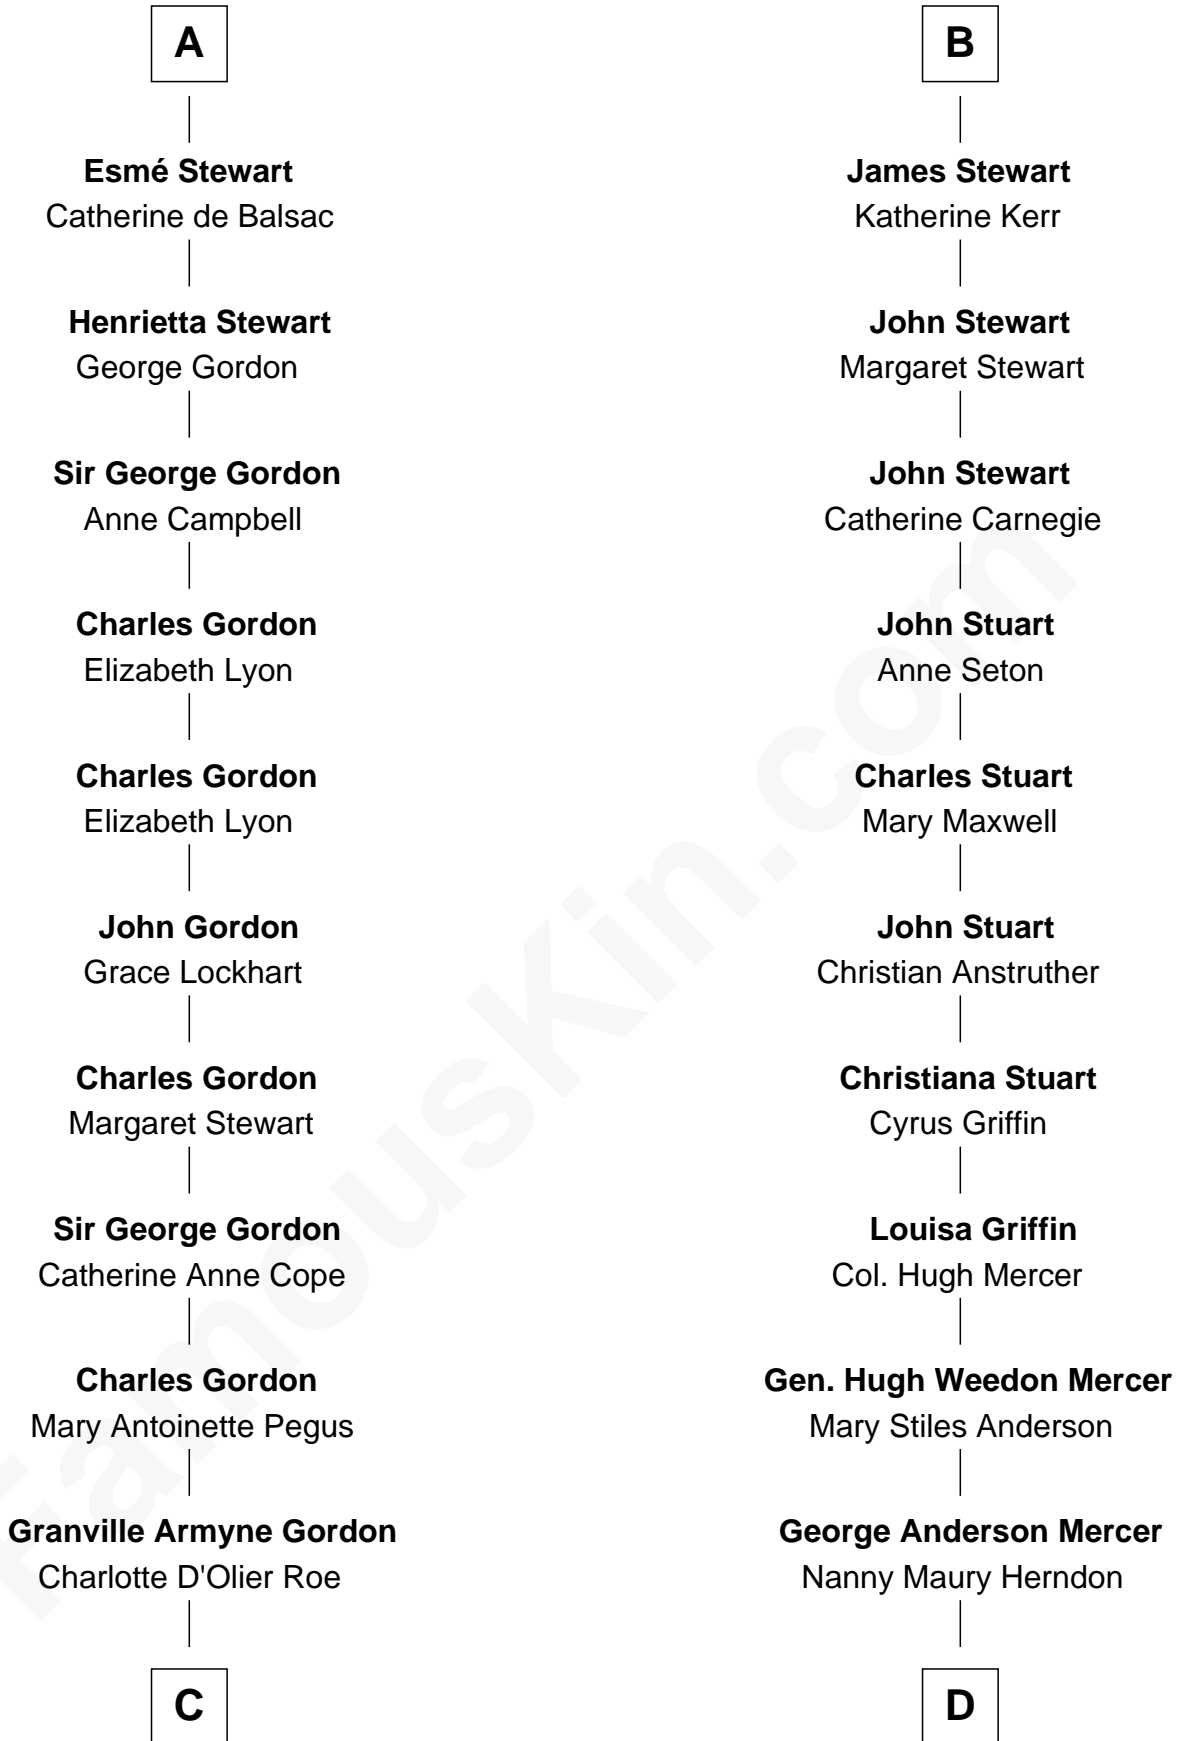 A
Esmé Stewart
Catherine de Balsac
Henrietta Stewart
George Gordon
Sir George Gordon
Anne Campbell
Charles Gordon
Elizabeth Lyon
Charles Gordon
Elizabeth Lyon
John Gordon
Grace Lockhart
Charles Gordon
Margaret Stewart
Sir George Gordon
Catherine Anne Cope
Charles Gordon
Mary Antoinette Pegus
Granville Armyne Gordon
Charlotte D'Olier Roe
C
B
James Stewart
Katherine Kerr
John Stewart
Margaret Stewart
John Stewart
Catherine Carnegie
John Stuart
Anne Seton
Charles Stuart
Mary Maxwell
John Stuart
Christian Anstruther
Christiana Stuart
Cyrus Griffin
Louisa Griffin
Col. Hugh Mercer
Gen. Hugh Weedon Mercer
Mary Stiles Anderson
George Anderson Mercer
Nanny Maury Herndon
D
FamousKin.com